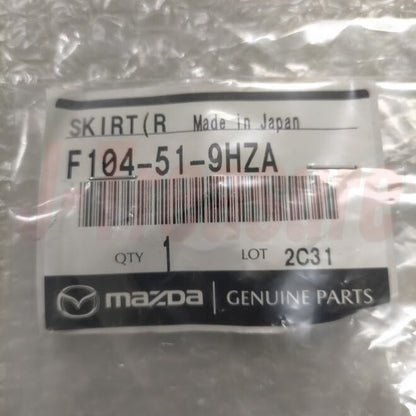 SKIRT(R Made in Japan
F104-51-9HZA
QTY 1 LOT 2C31
mazda GENUINE PARTS